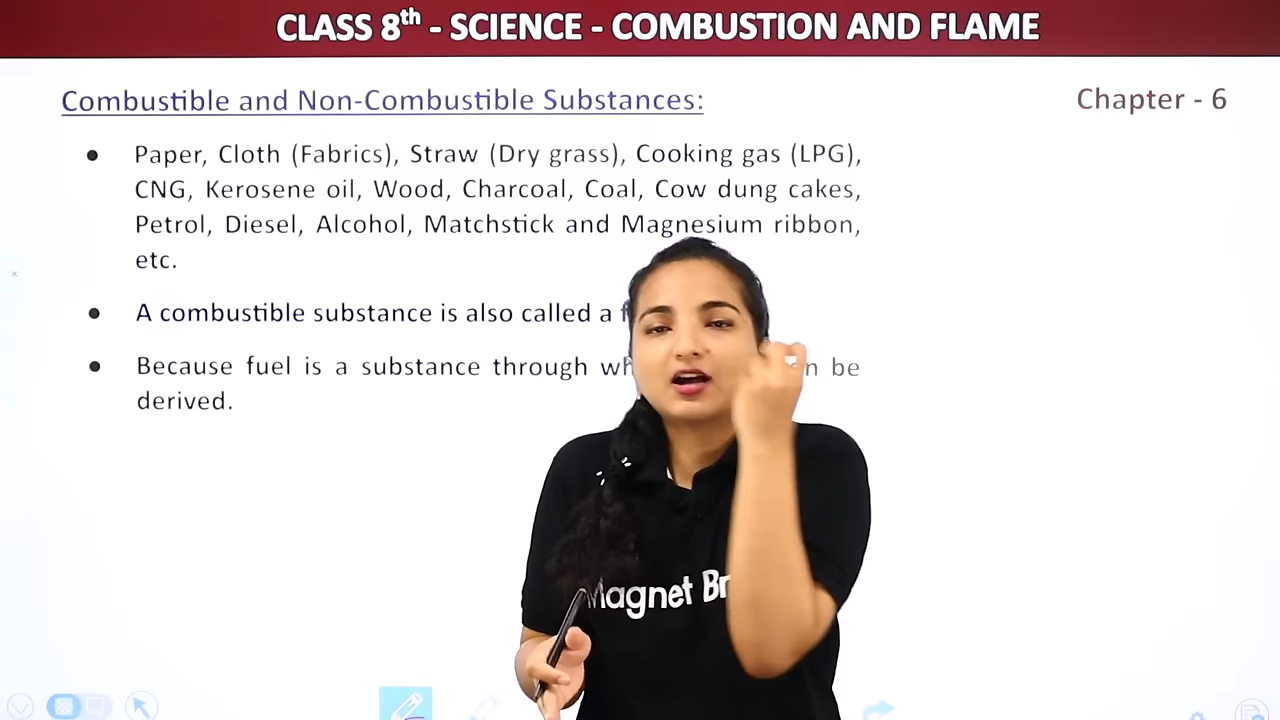 CLASS 8th - SCIENCE - COMBUSTION AND FLAME
Combustible and Non-Combustible Substances:
Chapter - 6
● Paper, Cloth (Fabrics), Straw (Dry grass), Cooking gas (LPG),
CNG, Kerosene oil, Wood, Charcoal, Coal, Cow dung cakes,
Petrol, Diesel, Alcohol, Matchstick and Magnesium ribbon,
etc.
● A combustible substance is also called a
● Because fuel is a substance through be
derived.
Magnet